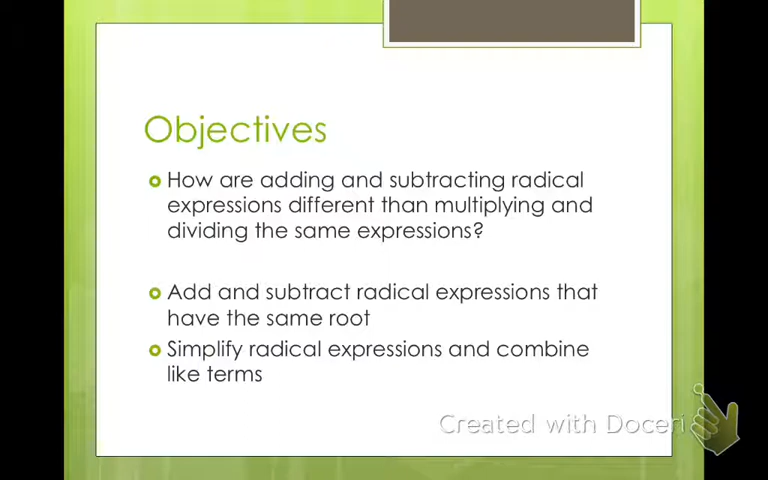 Objectives
How are adding and subtracting radical
expressions different than multiplying and
dividing the same expressions?
Add and subtract radical expressions that
have the same root
Simplify radical expressions and combine
like terms
Created with Doceri